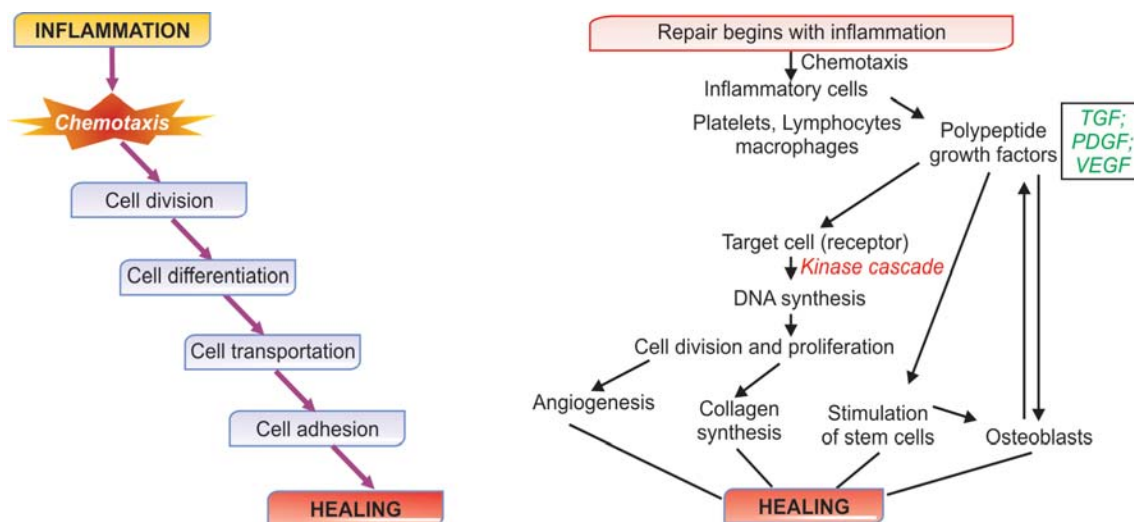 INFLAMMATION
Chemotaxis
Cell division
Cell differentiation
Cell transportation
Cell adhesion
HEALING
Repair begins with inflammation
Chemotaxis
Inflammatory cells
Platelets, Lymphocytes
macrophages
Polypeptide
growth factors
TGF;
PDGF;
VEGF
Target cell (receptor)
Kinase cascade
DNA synthesis
Cell division and proliferation
Angiogenesis
Collagen
synthesis
Stimulation
of stem cells
Osteoblasts
HEALING